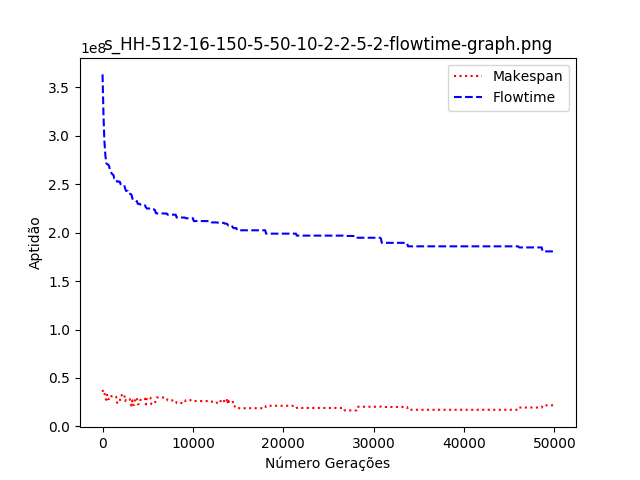 1e8
s_HH-512-16-150-5-50-10-2-2-5-2-flowtime-graph.png
Makespan
Flowtime
3.5
3.0
2.5
2.0
1.5
1.0
0.5
0.0
Aptidão
0 10000 20000 30000 40000 50000
Número Gerações